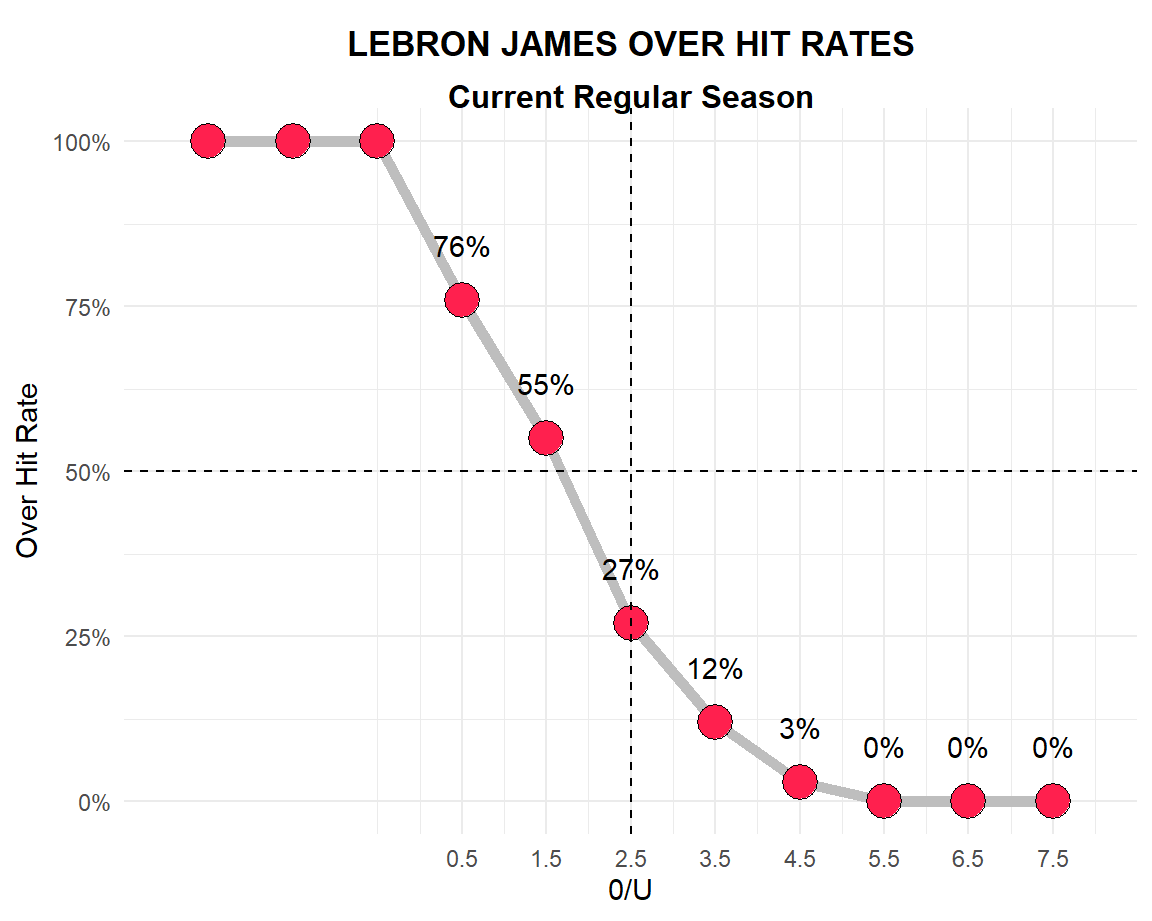 LEBRON JAMES OVER HIT RATES
Current Regular Season
100%
76%
75%
55%
Over Hit Rate
50%
27%
25%
12%
3%
0% 0% 0%
0%
0.5 1.5 2.5 3.5 4.5 5.5 6.5 7.5
0/U